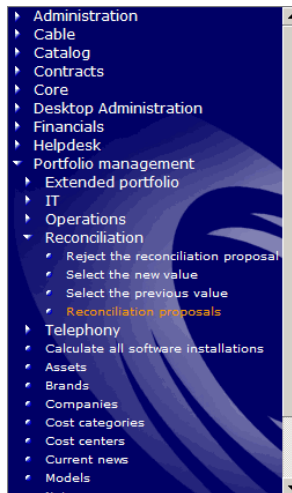 Administration
Cable
Catalog
Contracts
Core
Desktop Administration
Financials
Helpdesk
Portfolio management
Extended portfolio
IT
Operations
Reconciliation
Reject the reconciliation proposal
Select the new value
Select the previous value
Reconciliation proposals
Telephony
Calculate all software installations
Assets
Brands
Companies
Cost categories
Cost centers
Current news
Models